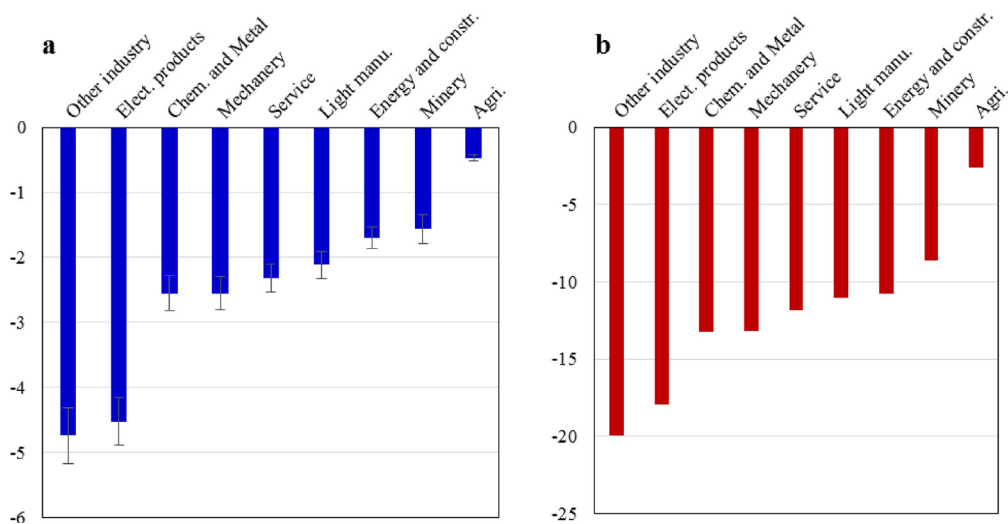 a
Other industry
Elect. products
Chem. and Metal
Mechanery
Service
Light manu.
Energy and constr.
Minery
Agri.
0
-1
-2
-3
-4
-5
-6
b
Other industry
Elect. products
Chem. and Metal
Mechanery
Service
Light manu.
Energy and constr.
Minery
Agri.
0
-5
-10
-15
-20
-25